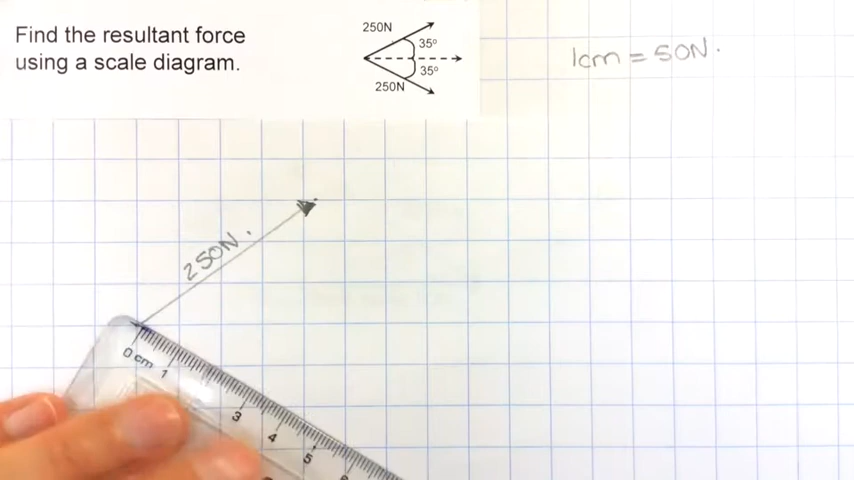 Find the resultant force
using a scale diagram.
250N
35°
35°
250N
1cm = 50N.
250N.
0 cm 1
3
4
5